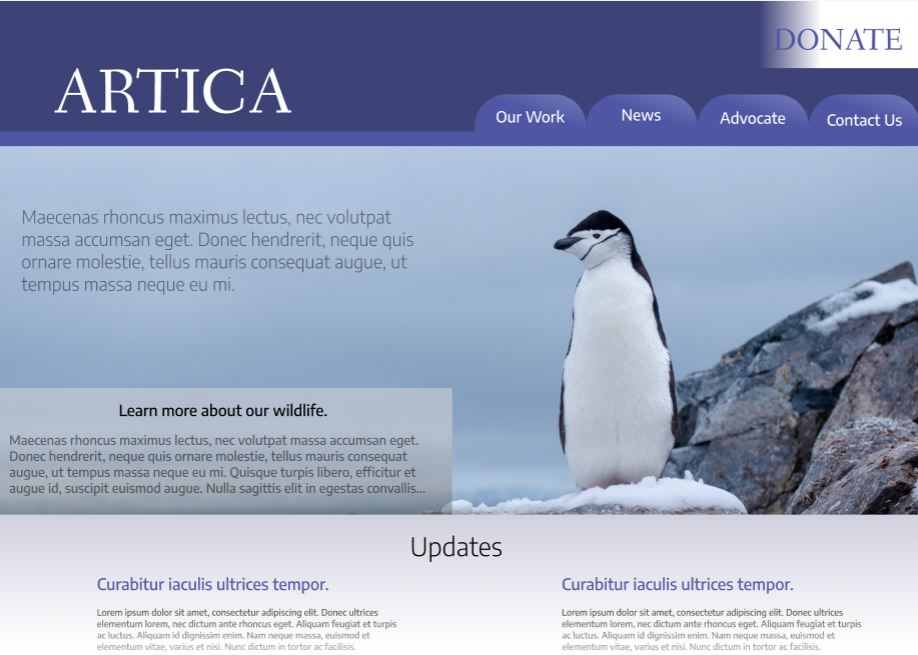 DONATE
ARTICA
Our Work
News
Advocate
Contact Us
Maecenas rhoncus maximus lectus, nec volutpat
massa accumsan eget. Donec hendrerit, neque quis
ornare molestie, tellus mauris consequat augue, ut
tempus massa neque eu mi.
Learn more about our wildlife.
Maecenas rhoncus maximus lectus, nec volutpat massa accumsan eget.
Donec hendrerit, neque quis ornare molestie, tellus mauris consequat
augue, ut tempus massa neque eu mi. Quisque turpis libero, efficitur et
augue id, suscipit euismod augue. Nulla sagittis elit in egestas convallis...
Updates
Curabitur iaculis ultrices tempor.
Lorem ipsum dolor sit amet, consectetur adipiscing elit. Donec ultrices
elementum lorem, nec dictum ante rhoncus eget. Aliquam feugiat et turpis
ac luctus. Aliquam id dignissim enim. Nam neque massa, euismod et
elementum vitae, varius et nisi. Nunc dictum in tortor ac facilisis.
Curabitur iaculis ultrices tempor.
Lorem ipsum dolor sit amet, consectetur adipiscing elit. Donec ultrices
elementum lorem, nec dictum ante rhoncus eget. Aliquam feugiat et turpis
ac luctus. Aliquam id dignissim enim. Nam neque massa, euismod et
elementum vitae, varius et nisi. Nunc dictum in tortor ac facilisis.